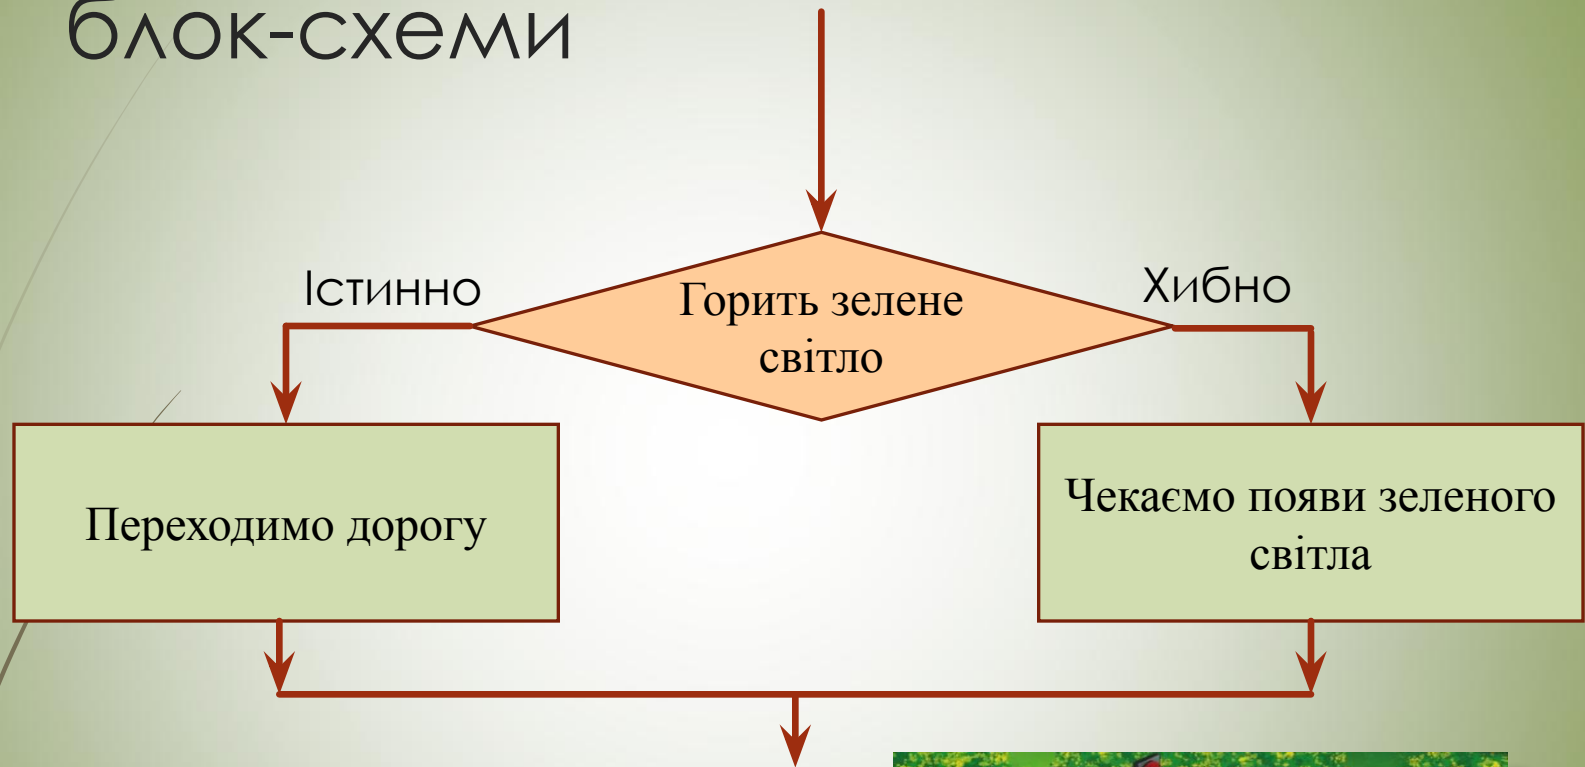 блок-схеми
Істинно
Горить зелене
світло
Хибно
Переходимо дорогу
Чекаємо появи зеленого
світла